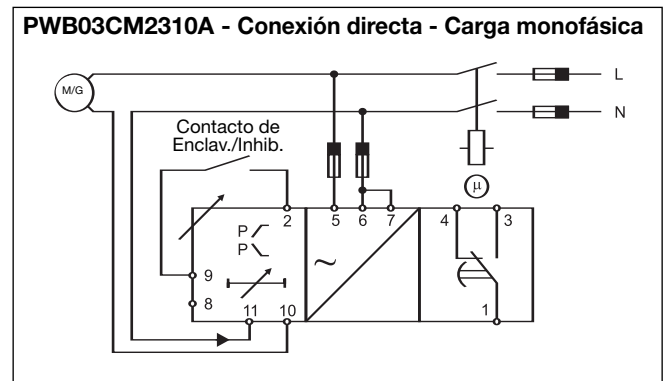 PWB03CM2310A - Conexión directa - Carga monofásica
L
M/G
N
Contacto de
Enclav./Inhib.
μ
2
5
6
7
4
3
P
P
~
9
8
11
10
1